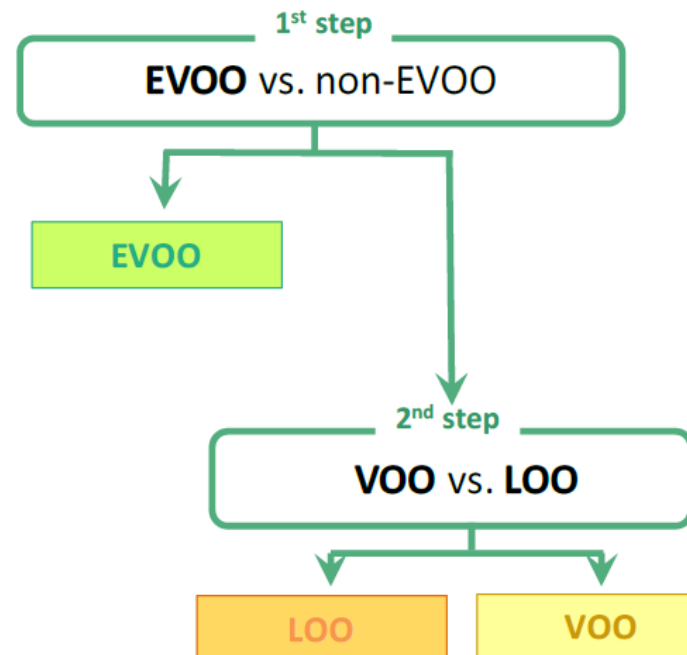 1st step
EVOO vs. non-EVOO
EVOO
2nd step
VOO vs. LOO
LOO
VOO